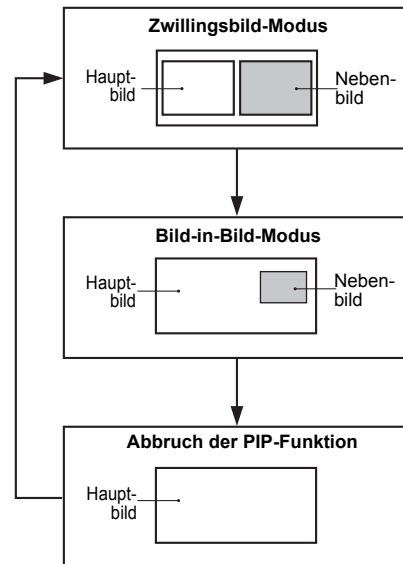 Zwillingsbild-Modus
Haupt-
bild
Neben-
bild
Bild-in-Bild-Modus
Haupt-
bild
Neben-
bild
Abbruch der PIP-Funktion
Haupt-
bild